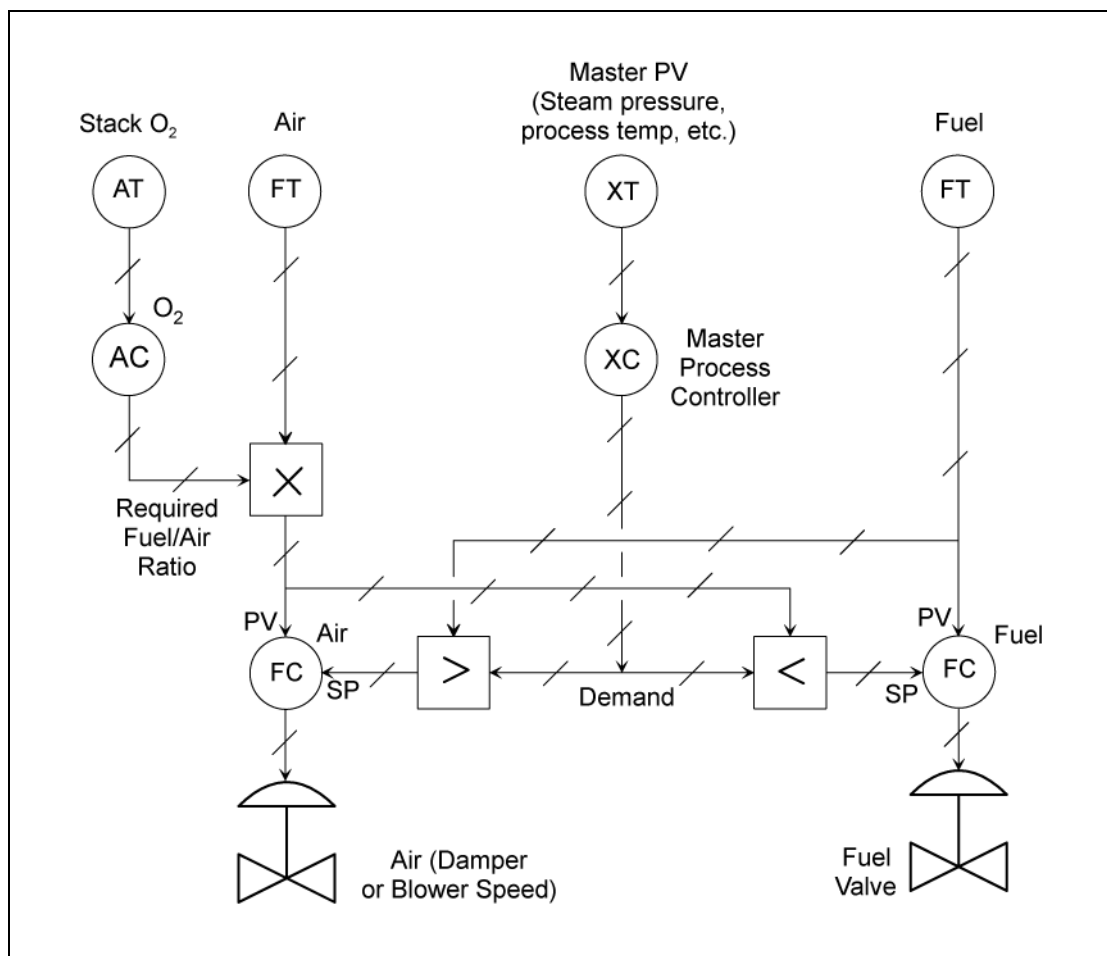 Master PV
(Steam pressure,
process temp, etc.)
Stack O₂
Air
Fuel
AT
FT
XT
FT
O₂
AC
XC
Master
Process
Controller
×
Required
Fuel/Air
Ratio
PV
Air
FC
SP
>
Demand
<
SP
PV
Fuel
FC
Air (Damper
or Blower Speed)
Fuel
Valve